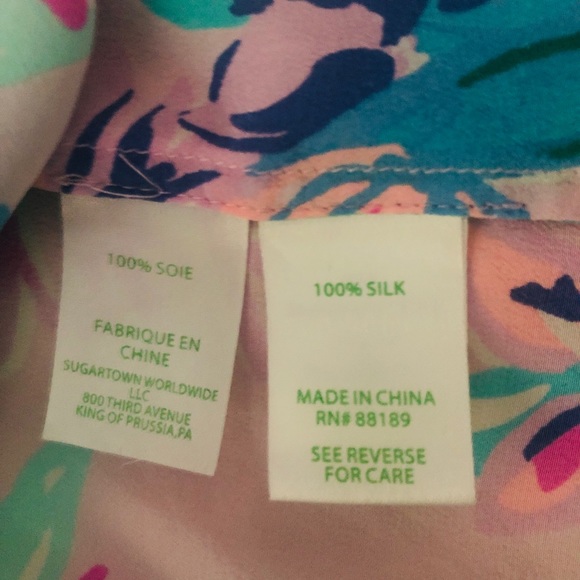 100% SOIE
FABRIQUE EN
CHINE
SUGARTOWN WORLDWIDE
LLC
800 THIRD AVENUE
KING OF PRUSSIA,PA
100% SILK
MADE IN CHINA
RN# 88189
SEE REVERSE
FOR CARE